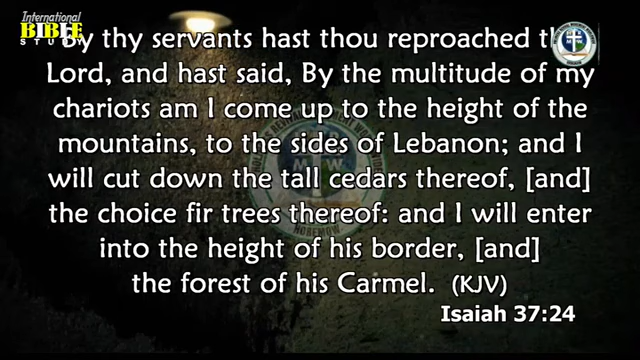 International
BIBLE
STUDY
By thy servants hast thou reproached the
Lord, and hast said, By the multitude of my
chariots am I come up to the height of the
mountains, to the sides of Lebanon; and I
will cut down the tall cedars thereof, [and]
the choice fir trees thereof: and I will enter
into the height of his border, [and]
the forest of his Carmel. (KJV)
Isaiah 37:24